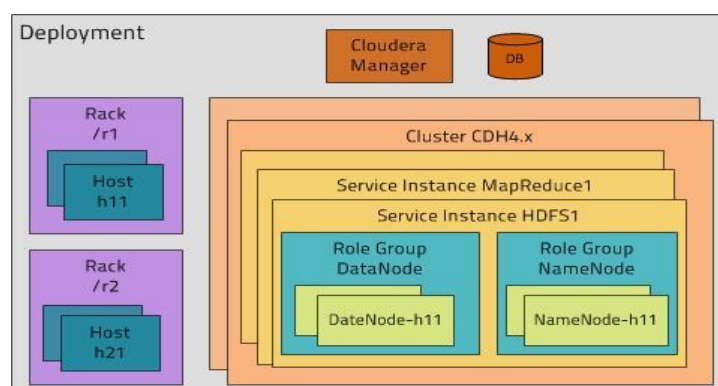 Deployment
Cloudera
Manager
DB
Rack
/r1
Host
h11
Rack
/r2
Host
h21
Cluster CDH4.x
Service Instance MapReduce1
Service Instance HDFS1
Role Group
DataNode
DateNode-h11
Role Group
NameNode
NameNode-h11